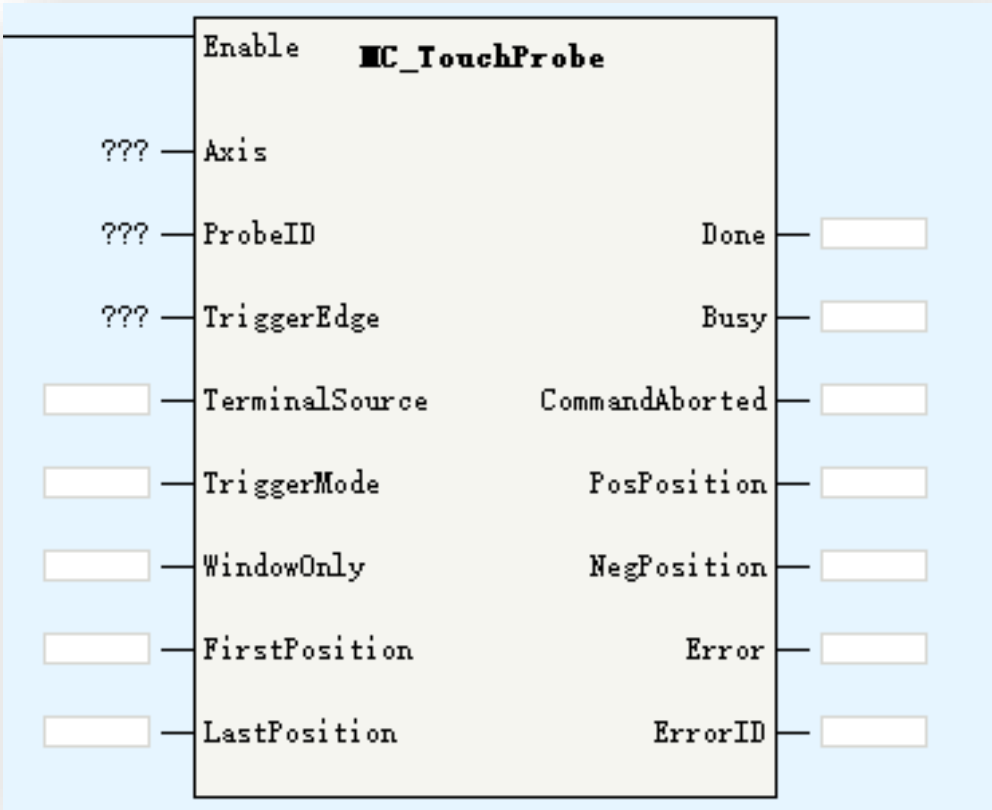 Enable MC_TouchProbe
??? Axis
??? ProbeID Done
??? TriggerEdge Busy
TerminalSource CommandAborted
TriggerMode PosPosition
WindowOnly NegPosition
FirstPosition Error
LastPosition ErrorID